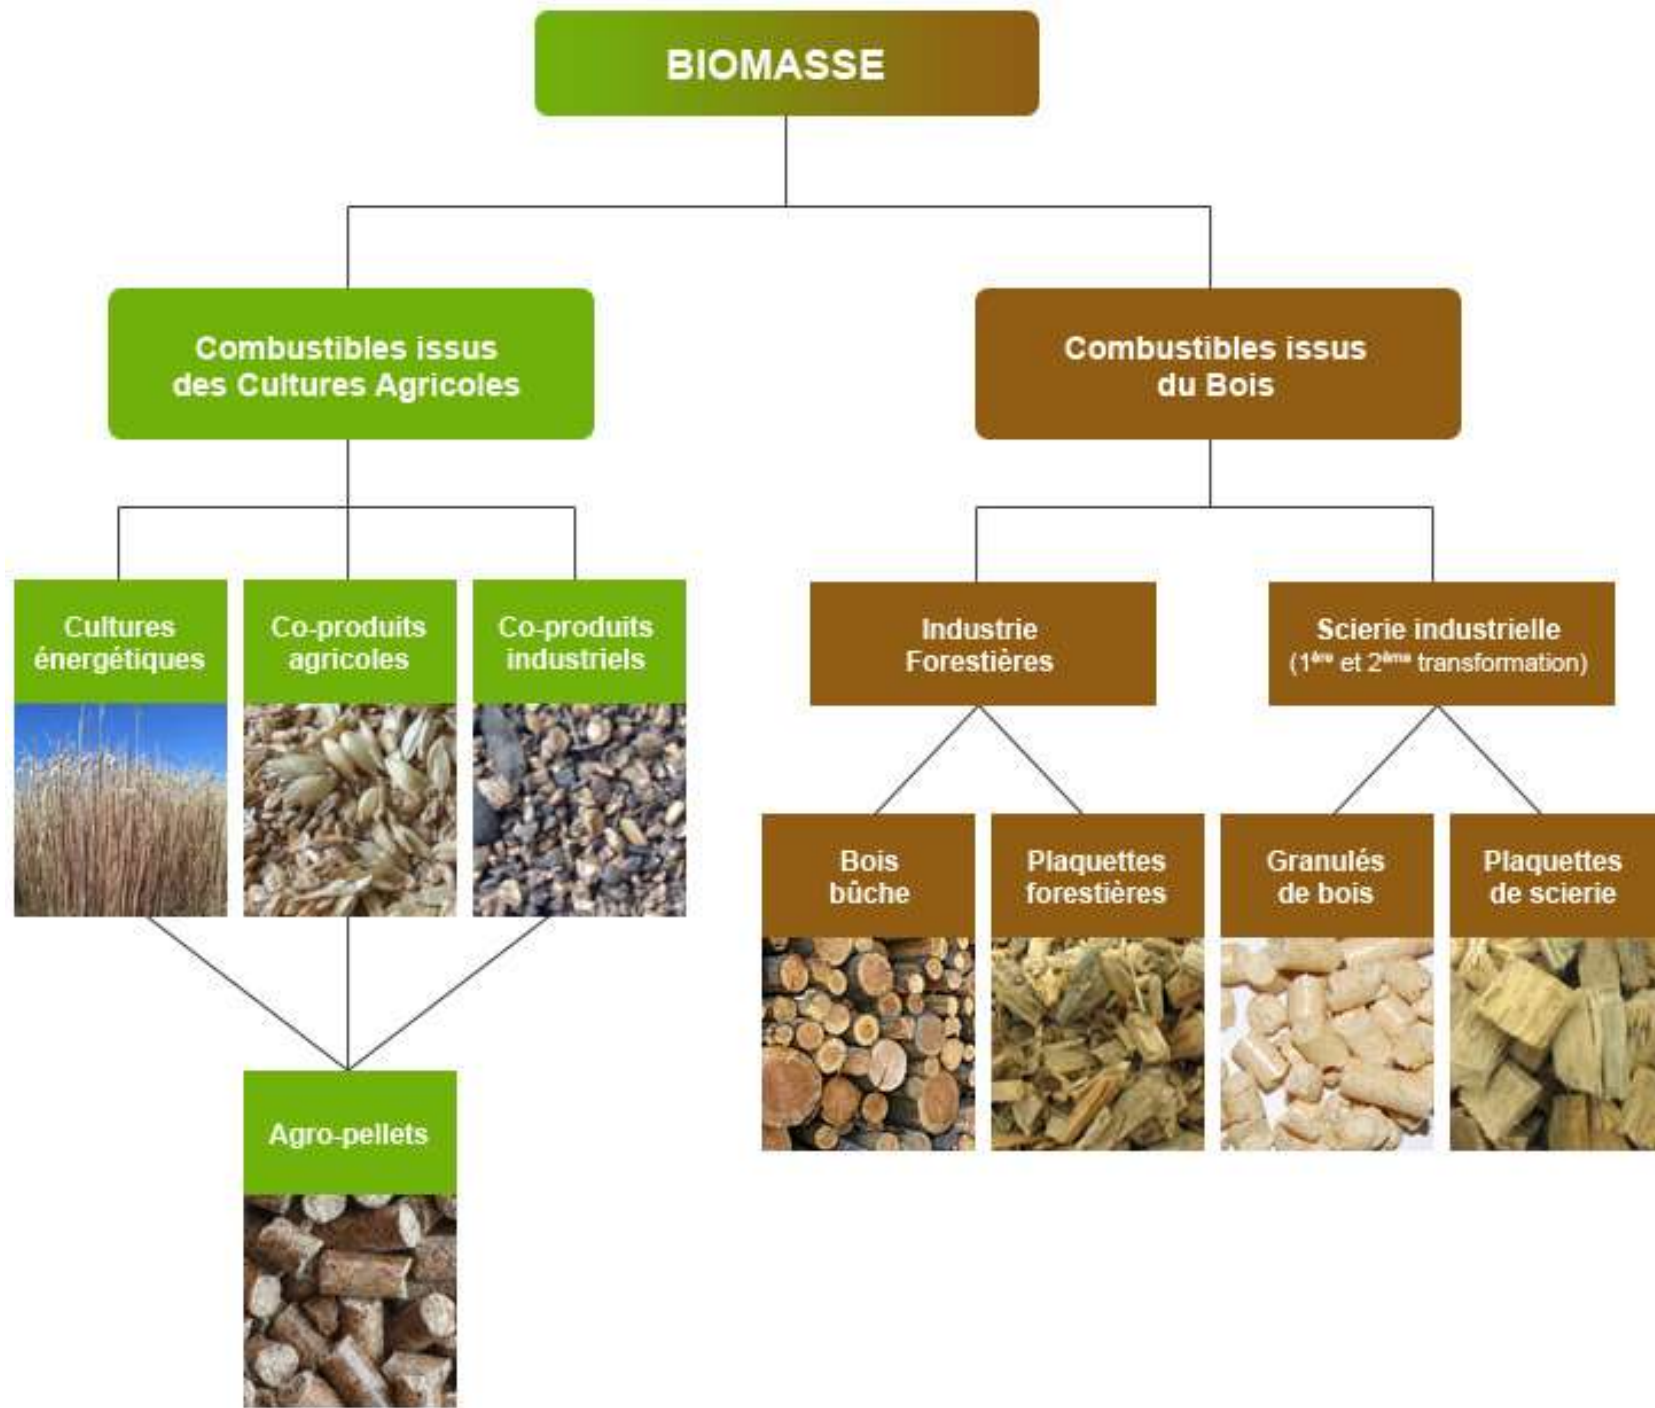 BIOMASSE
Combustibles issus
des Cultures Agricoles
Combustibles issus
du Bois
Cultures
énergétiques
Co-produits
agricoles
Co-produits
industriels
Industrie
Forestières
Scierie industrielle
(1ère et 2ème transformation)
Bois
bûche
Plaquettes
forestières
Granulés
de bois
Plaquettes
de scierie
Agro-pellets